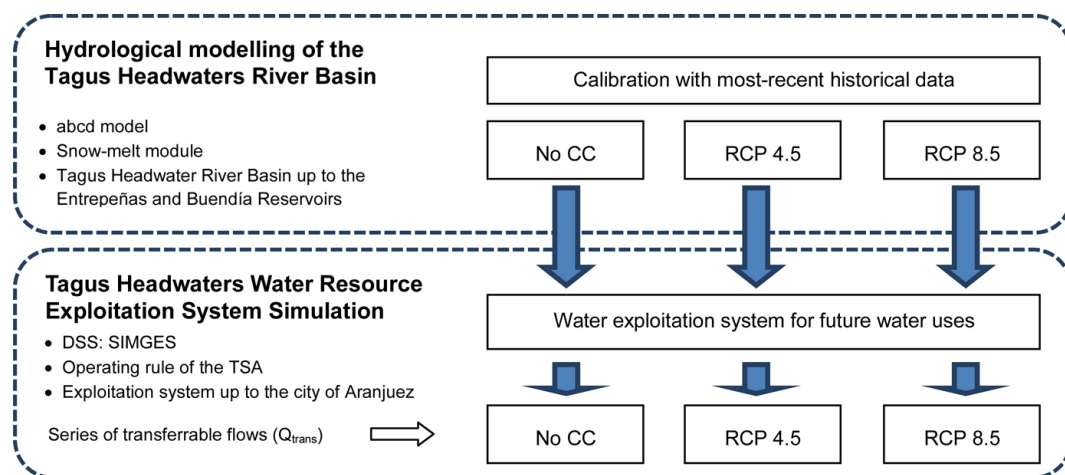 Hydrological modelling of the
Tagus Headwaters River Basin
• abcd model
• Snow-melt module
• Tagus Headwater River Basin up to the
Entrepeñas and Buendía Reservoirs
Calibration with most-recent historical data
No CC
RCP 4.5
RCP 8.5
Tagus Headwaters Water Resource
Exploitation System Simulation
• DSS: SIMGES
• Operating rule of the TSA
• Exploitation system up to the city of Aranjuez
Series of transferrable flows (Qtrans)
Water exploitation system for future water uses
No CC
RCP 4.5
RCP 8.5